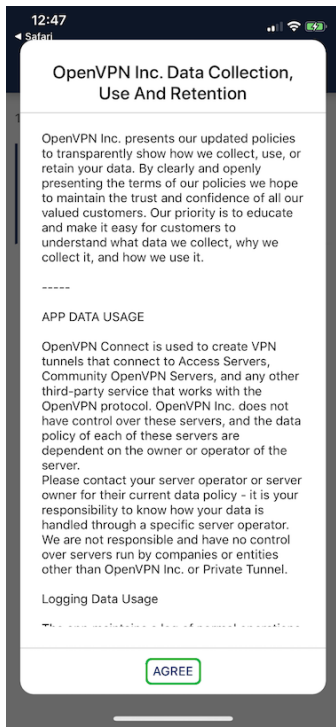 12:47
Safari
OpenVPN Inc. Data Collection,
Use And Retention
OpenVPN Inc. presents our updated policies
to transparently show how we collect, use, or
retain your data. By clearly and openly
presenting the terms of our policies we hope
to maintain the trust and confidence of all our
valued customers. Our priority is to educate
and make it easy for customers to
understand what data we collect, why we
collect it, and how we use it.
-----
APP DATA USAGE
OpenVPN Connect is used to create VPN
tunnels that connect to Access Servers,
Community OpenVPN Servers, and any other
third-party service that works with the
OpenVPN protocol. OpenVPN Inc. does not
have control over these servers, and the data
policy of each of these servers are
dependent on the owner or operator of the
server.
Please contact your server operator or server
owner for their current data policy - it is your
responsibility to know how your data is
handled through a specific server operator.
We are not responsible and have no control
over servers run by companies or entities
other than OpenVPN Inc. or Private Tunnel.
Logging Data Usage
AGREE